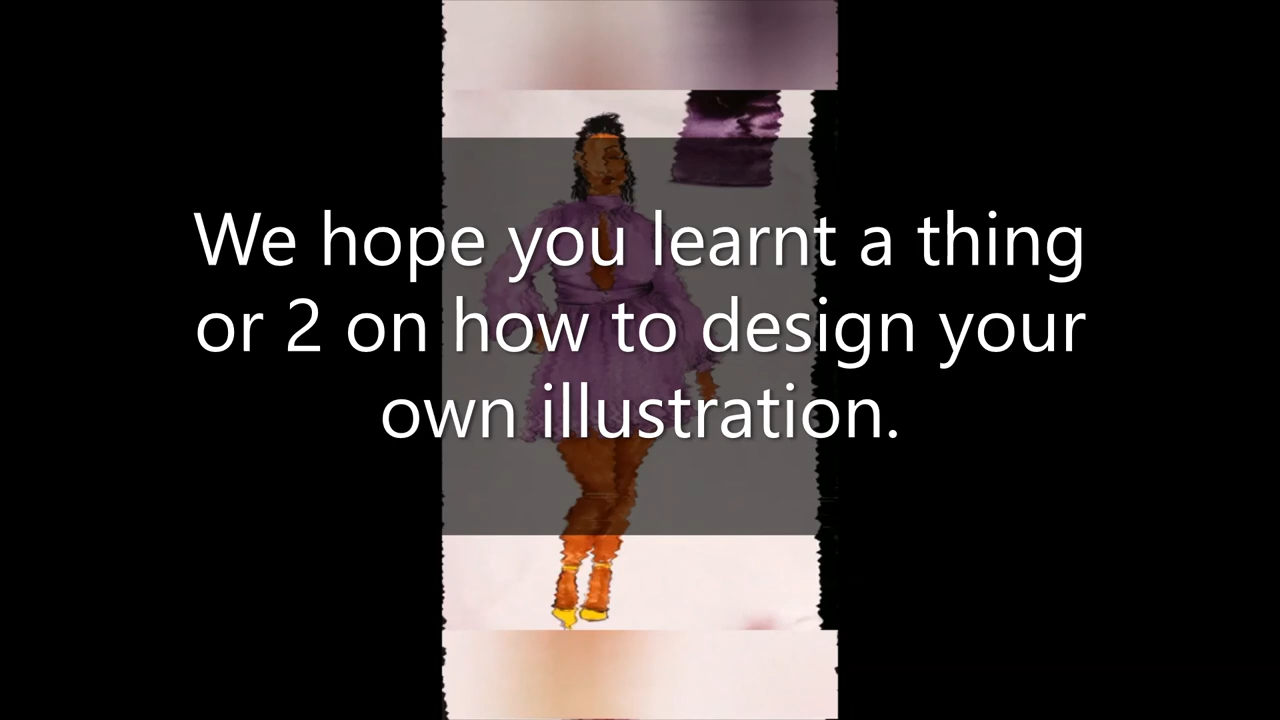 We hope you learnt a thing
or 2 on how to design your
own illustration.